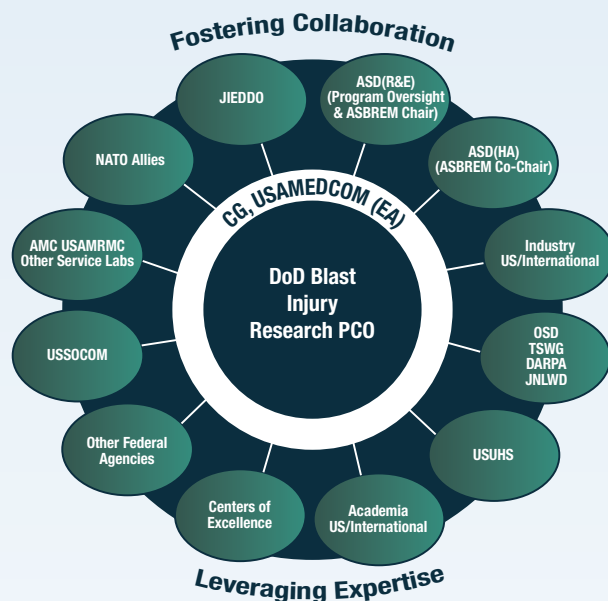 Fostering Collaboration
JIEDDO
ASD(R&E)
(Program Oversight
& ASBREM Chair)
NATO Allies
ASD(HA)
(ASBREM Co-Chair)
CG, USAMEDCOM (EA)
AMC USAMRMC
Other Service Labs
Industry
US/International
DoD Blast
Injury
Research PCO
USSOCOM
OSD
TSWG
DARPA
JNLWD
Other Federal
Agencies
USUHS
Centers of
Excellence
Academia
US/International
Leveraging Expertise